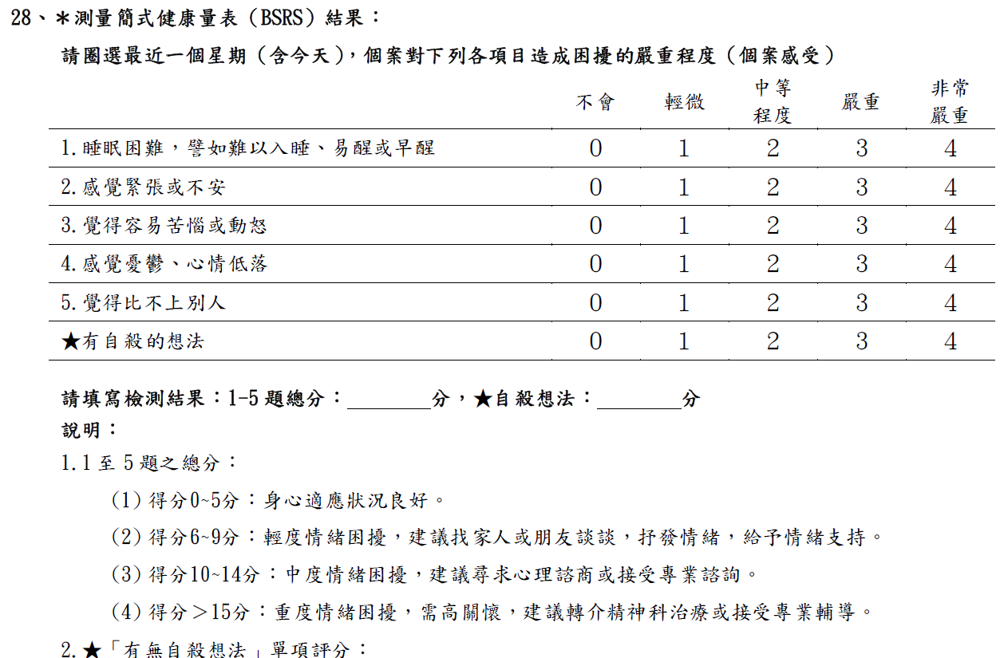 28、＊測量簡式健康量表（BSRS）結果：
請圈選最近一個星期（含今天），個案對下列各項目造成困擾的嚴重程度（個案感受）
不會 輕微 中等程度 嚴重 非常嚴重
1.睡眠困難，譬如難以入睡、易醒或早醒 0 1 2 3 4
2.感覺緊張或不安 0 1 2 3 4
3.覺得容易苦惱或動怒 0 1 2 3 4
4.感覺憂鬱、心情低落 0 1 2 3 4
5.覺得比不上別人 0 1 2 3 4
★有自殺的想法 0 1 2 3 4
請填寫檢測結果：1-5題總分：________分，★自殺想法：________分
說明：
1.1至5題之總分：
(1)得分0~5分：身心適應狀況良好。
(2)得分6~9分：輕度情緒困擾，建議找家人或朋友談談，抒發情緒，給予情緒支持。
(3)得分10~14分：中度情緒困擾，建議尋求心理諮商或接受專業諮詢。
(4)得分＞15分：重度情緒困擾，需高關懷，建議轉介精神科治療或接受專業輔導。
2.★「有無自殺想法」單項評分：